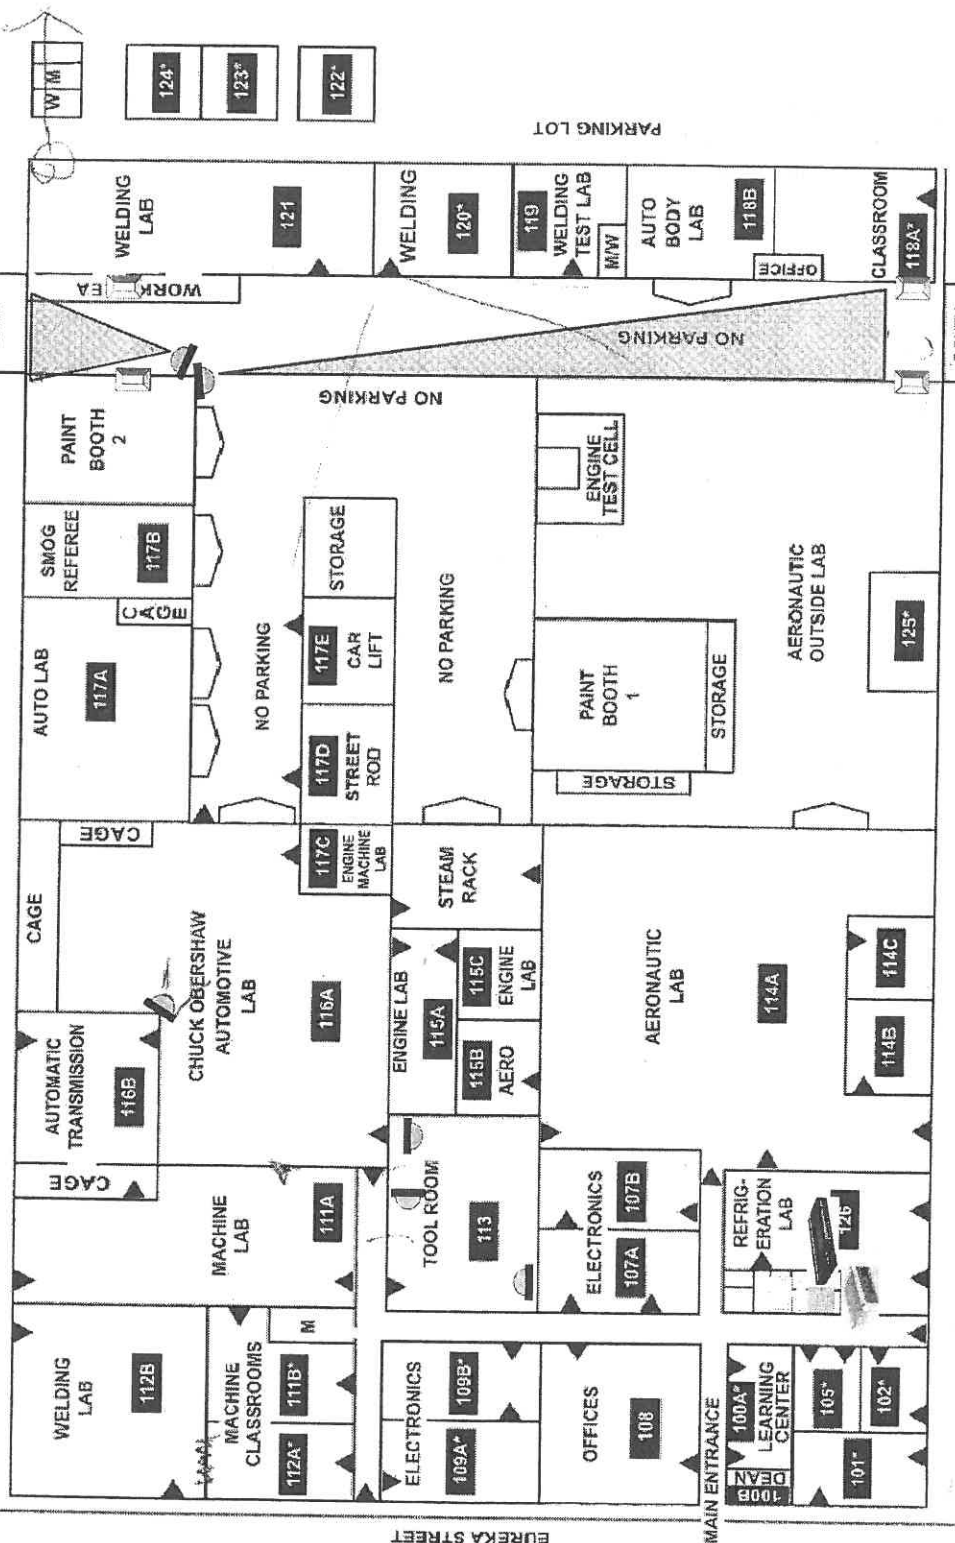 W M
124*
123*
122*
PARKING LOT
WELDING
LAB
121
WELDING
120*
119
WELDING
TEST LAB
M/W
AUTO
BODY
LAB
118B
OFFICE
CLASSROOM
118A*
WORK
EA
NO PARKING
NO PARKING
PAINT
BOOTH
2
SMOG
REFEREE
117B
CAGE
AUTO LAB
117A
NO PARKING
STORAGE
117E
CAR
LIFT
117D
STREET
ROD
NO PARKING
ENGINE
TEST CELL
PAINT
BOOTH
1
STORAGE
STORAGE
AERONAUTIC
OUTSIDE LAB
125*
CAGE
CAGE
117C
ENGINE
MACHINE
LAB
STEAM
RACK
CHUCK OBERSHAW
AUTOMOTIVE
LAB
116A
AUTOMATIC
TRANSMISSION
116B
CAGE
ENGINE LAB
115A
115C
ENGINE
LAB
115B
AERO
AERONAUTIC
LAB
114A
114C
114B
MACHINE
LAB
111A
TOOL ROOM
113
ELECTRONICS
107B
107A
REFRIG-
ERATION
LAB
126
WELDING
LAB
112B
MACHINE
CLASSROOMS
M
111B*
112A*
ELECTRONICS
109B*
109A*
OFFICES
108
MAIN ENTRANCE
100A*
LEARNING
CENTER
DEAN
100B
105*
102*
101*
EUREKA STREET